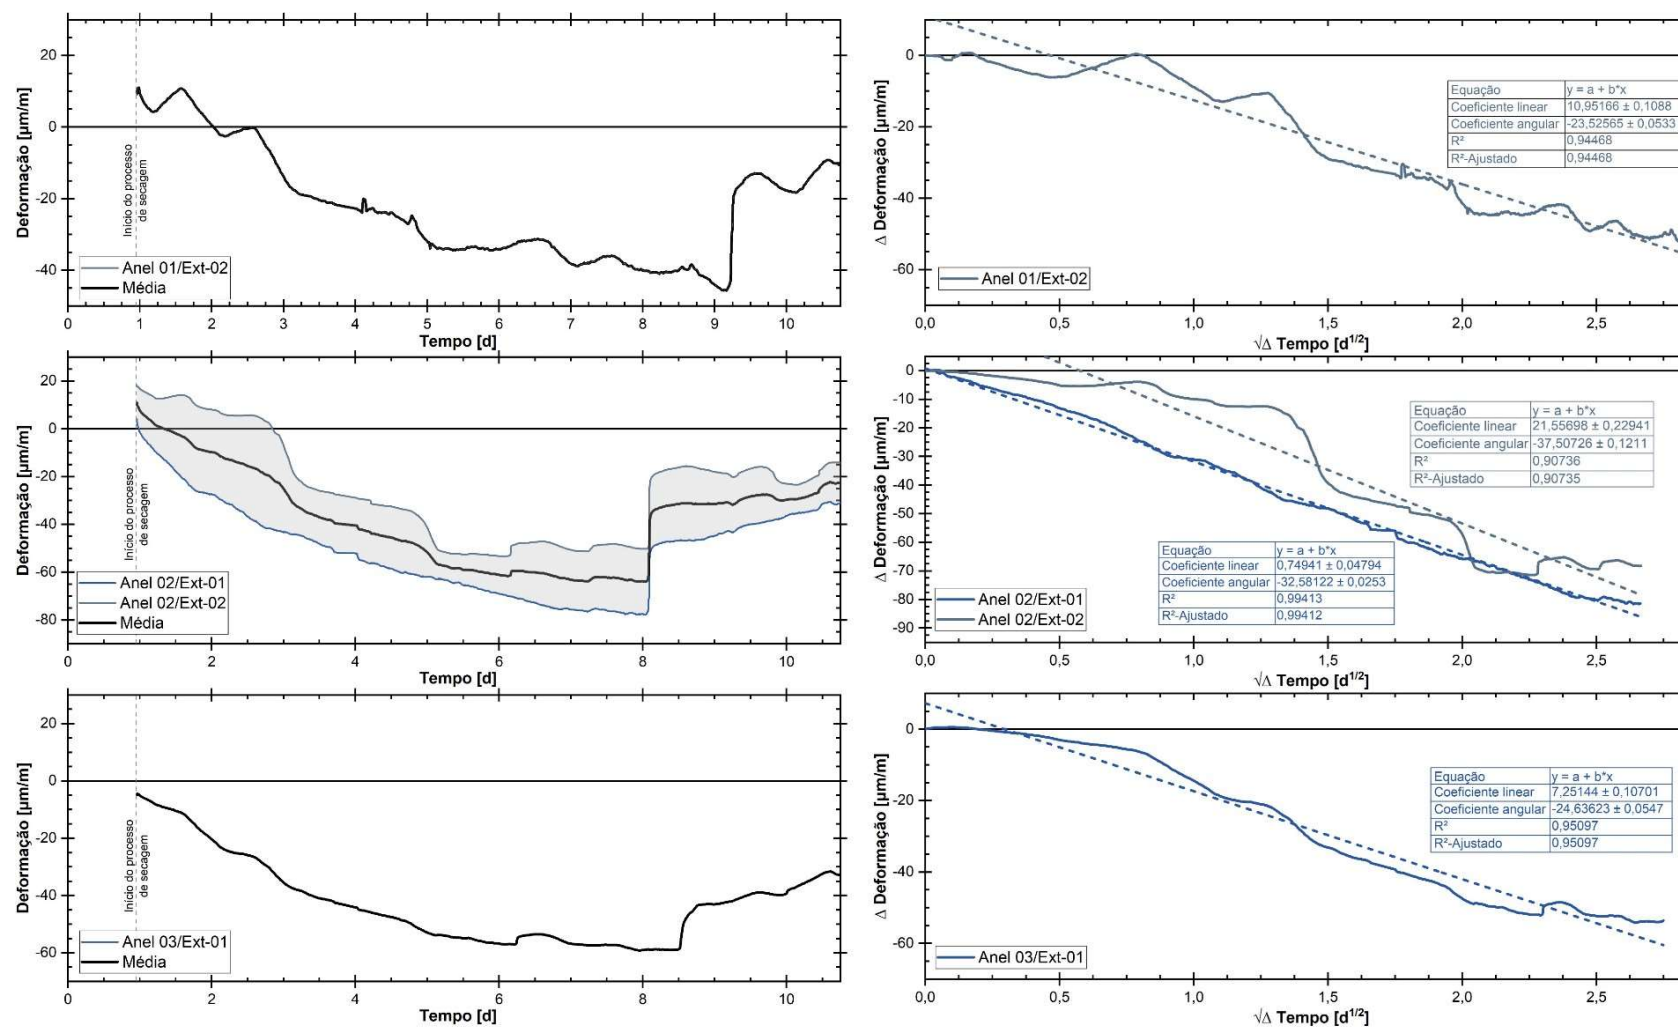 Deformação [µm/m]
20
0
-20
-40
Início do processo
de secagem
Anel 01/Ext-02
Média
0 1 2 3 4 5 6 7 8 9 10
Tempo [d]
Δ Deformação [µm/m]
0
-20
-40
-60
Equação y = a + b*x
Coeficiente linear 10,95166 ± 0,1088
Coeficiente angular -23,52565 ± 0,0533
R² 0,94468
R²-Ajustado 0,94468
Anel 01/Ext-02
0,0 0,5 1,0 1,5 2,0 2,5
√Δ Tempo [d1/2]
Deformação [µm/m]
20
0
-20
-40
-60
-80
Início do processo
de secagem
Anel 02/Ext-01
Anel 02/Ext-02
Média
0 2 4 6 8 10
Tempo [d]
Δ Deformação [µm/m]
0
-10
-20
-30
-40
-50
-60
-70
-80
-90
Equação y = a + b*x
Coeficiente linear 21,55698 ± 0,22941
Coeficiente angular -37,50726 ± 0,1211
R² 0,90736
R²-Ajustado 0,90735
Equação y = a + b*x
Coeficiente linear 0,74941 ± 0,04794
Coeficiente angular -32,58122 ± 0,0253
R² 0,99413
R²-Ajustado 0,99412
Anel 02/Ext-01
Anel 02/Ext-02
0,0 0,5 1,0 1,5 2,0 2,5
√Δ Tempo [d1/2]
Deformação [µm/m]
20
0
-20
-40
-60
Início do processo
de secagem
Anel 03/Ext-01
Média
0 2 4 6 8 10
Tempo [d]
Δ Deformação [µm/m]
0
-20
-40
-60
Equação y = a + b*x
Coeficiente linear 7,25144 ± 0,10701
Coeficiente angular -24,63623 ± 0,0547
R² 0,95097
R²-Ajustado 0,95097
Anel 03/Ext-01
0,0 0,5 1,0 1,5 2,0 2,5
√Δ Tempo [d1/2]